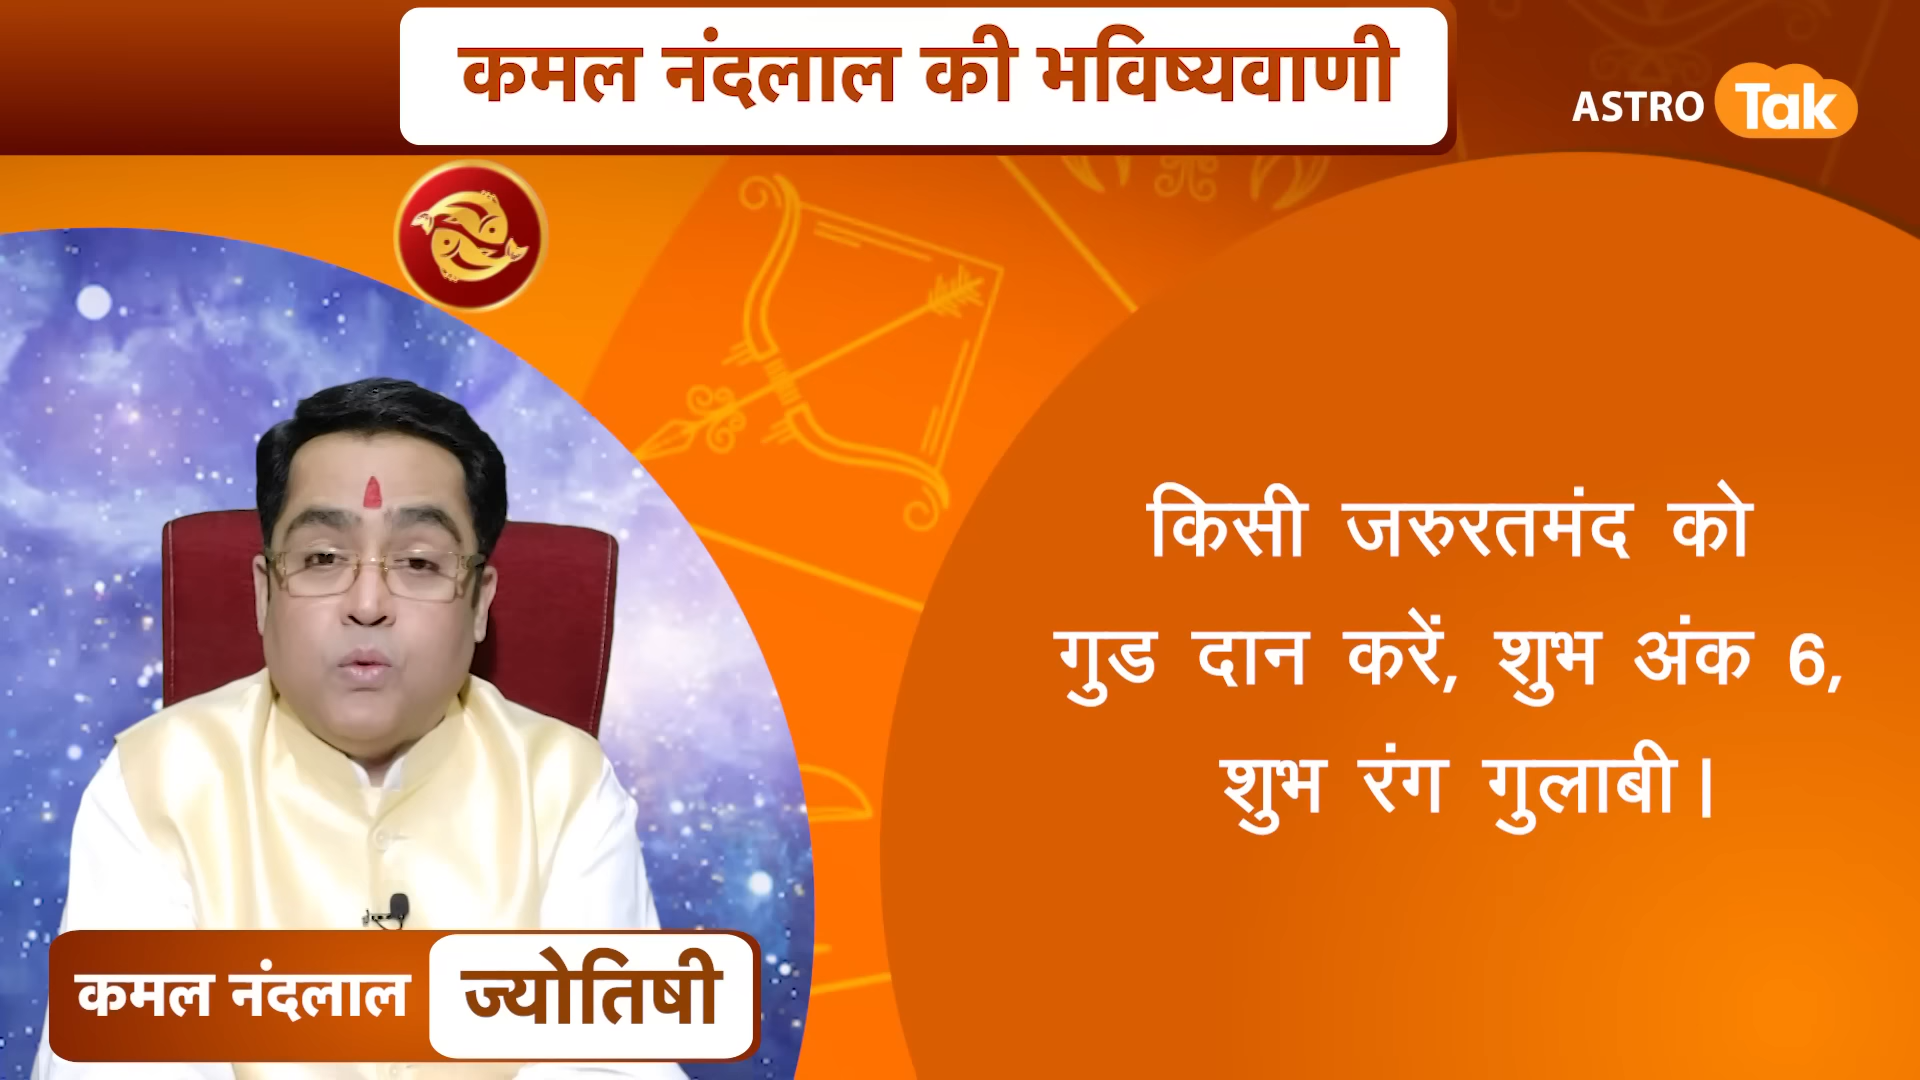 कमल नंदलाल की भविष्यवाणी
ASTRO Tak
किसी जरुरतमंद को
गुड दान करें, शुभ अंक 6,
शुभ रंग गुलाबी।
कमल नंदलाल ज्योतिषी